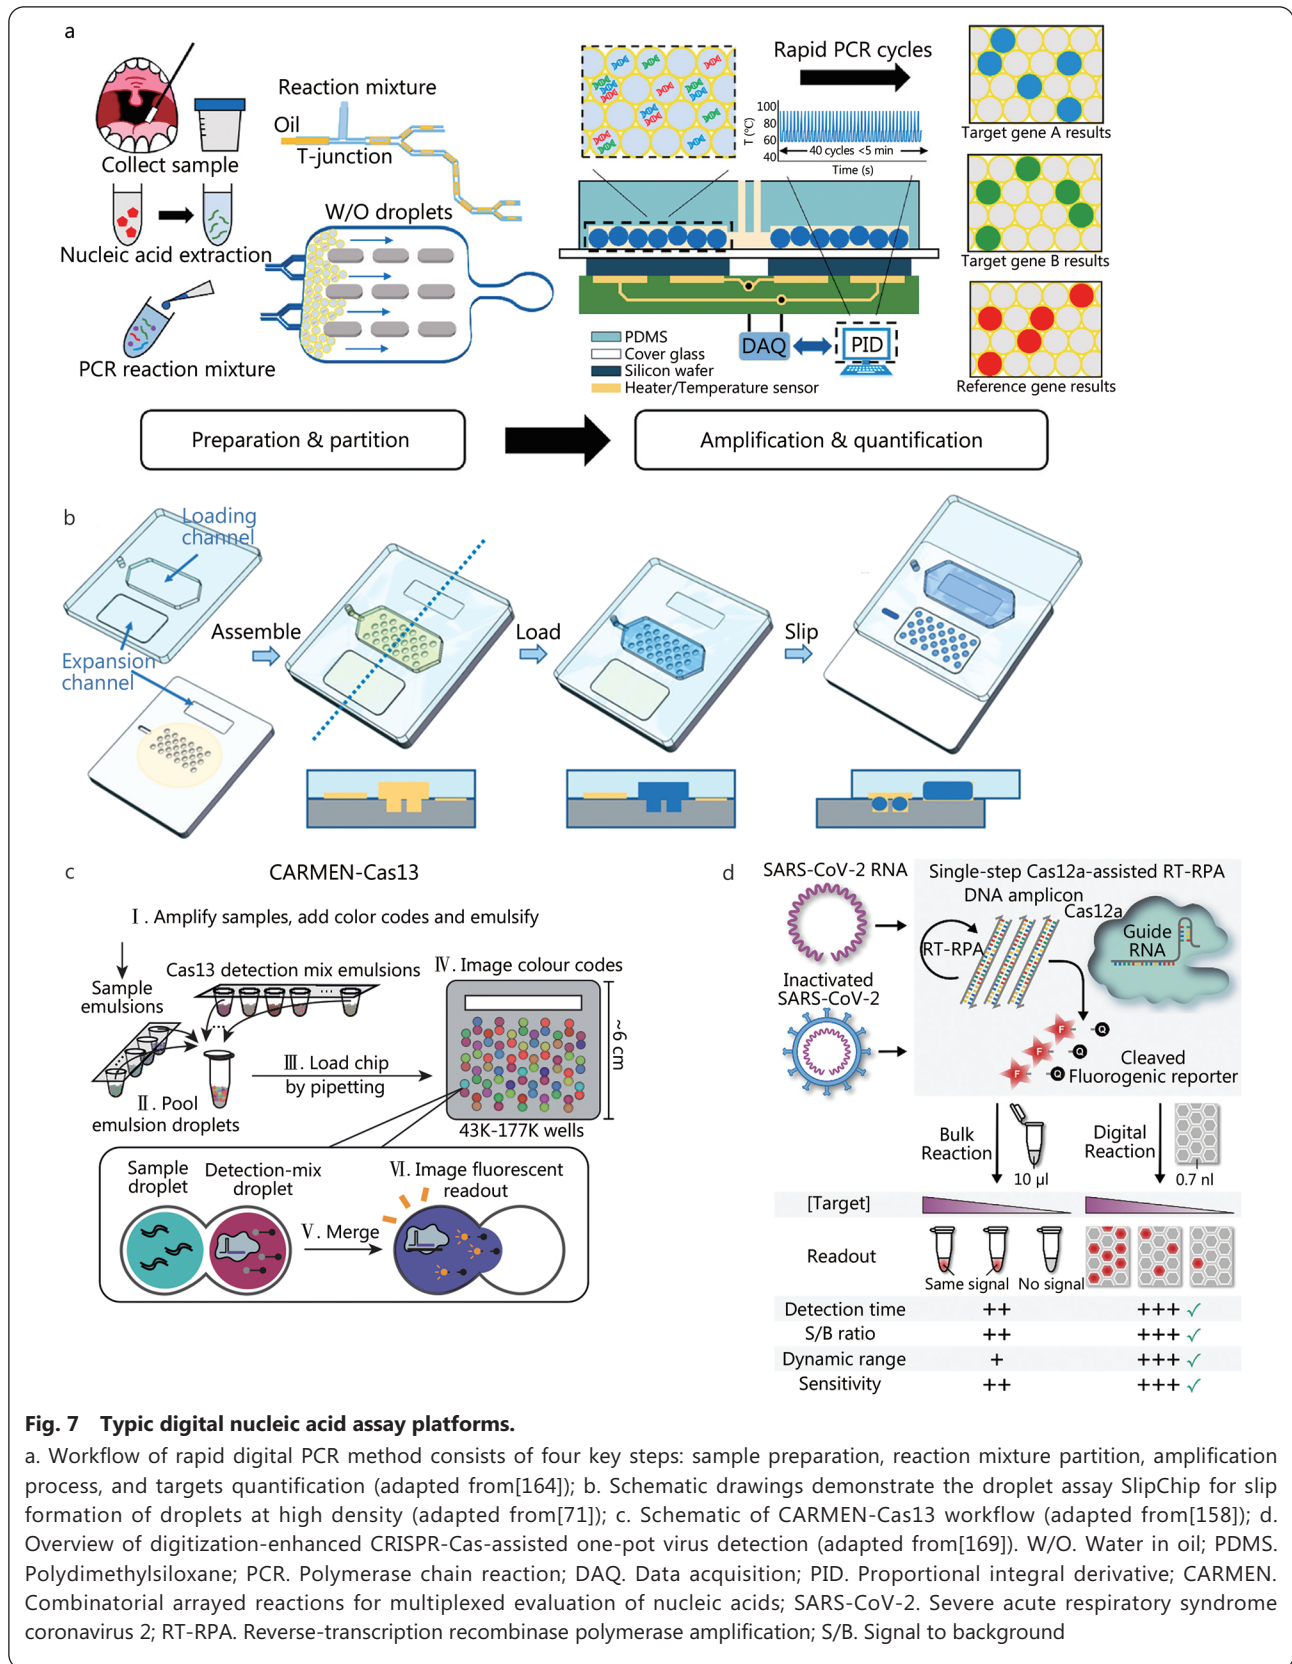 a
Collect sample
Nucleic acid extraction
PCR reaction mixture
Reaction mixture
Oil
T-junction
W/O droplets
Rapid PCR cycles
T (°C)
100
80
60
40
40 cycles <5 min
Time (s)
PDMS
Cover glass
Silicon wafer
Heater/Temperature sensor
DAQ
PID
Target gene A results
Target gene B results
Reference gene results
Preparation & partition
Amplification & quantification
b
Loading
channel
Expansion
channel
Assemble
Load
Slip
c
CARMEN-Cas13
Ⅰ. Amplify samples, add color codes and emulsify
Sample
emulsions
Cas13 detection mix emulsions
Ⅱ. Pool
emulsion droplets
Ⅲ. Load chip
by pipetting
Ⅳ. Image colour codes
~6 cm
43K-177K wells
Sample
droplet
Detection-mix
droplet
Ⅴ. Merge
Ⅵ. Image fluorescent
readout
d
SARS-CoV-2 RNA
Inactivated
SARS-CoV-2
Single-step Cas12a-assisted RT-RPA
DNA amplicon
RT-RPA
Cas12a
Guide
RNA
F
Q
F
Q
F
Q
Cleaved
Fluorogenic reporter
Bulk
Reaction
10 μl
Digital
Reaction
0.7 nl
[Target]
Readout
Same signal
No signal
Detection time ++ +++ ✓
S/B ratio ++ +++ ✓
Dynamic range + +++ ✓
Sensitivity ++ +++ ✓
Fig. 7 Typic digital nucleic acid assay platforms.
a. Workflow of rapid digital PCR method consists of four key steps: sample preparation, reaction mixture partition, amplification
process, and targets quantification (adapted from[164]); b. Schematic drawings demonstrate the droplet assay SlipChip for slip
formation of droplets at high density (adapted from[71]); c. Schematic of CARMEN-Cas13 workflow (adapted from[158]); d.
Overview of digitization-enhanced CRISPR-Cas-assisted one-pot virus detection (adapted from[169]). W/O. Water in oil; PDMS.
Polydimethylsiloxane; PCR. Polymerase chain reaction; DAQ. Data acquisition; PID. Proportional integral derivative; CARMEN.
Combinatorial arrayed reactions for multiplexed evaluation of nucleic acids; SARS-CoV-2. Severe acute respiratory syndrome
coronavirus 2; RT-RPA. Reverse-transcription recombinase polymerase amplification; S/B. Signal to background